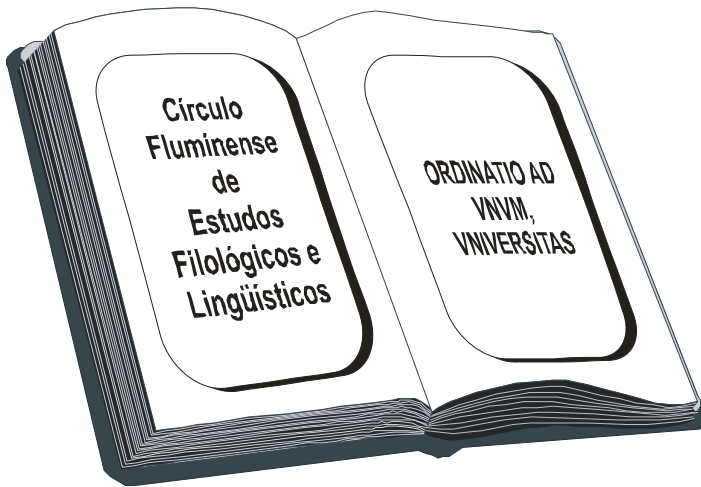 Círculo
Fluminense
de
Estudos
Filológicos e
Lingüísticos
ORDINATIO AD
VNVM,
VNIVERSITAS